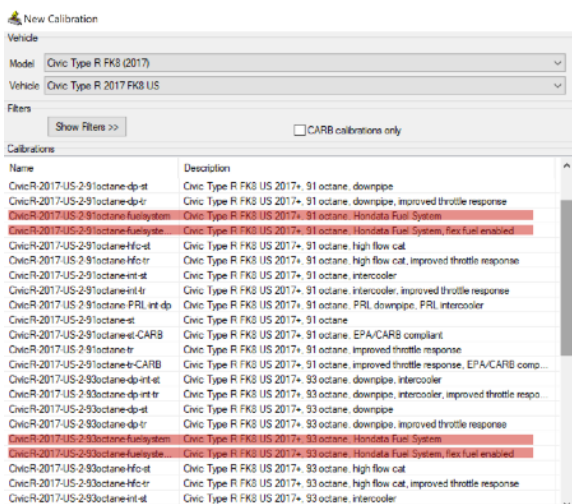 New Calibration
Vehicle
Model Civic Type R FK8 (2017)
Vehicle Civic Type R 2017 FK8 US
Filters
Show Filters >> CARB calibrations only
Calibrations
Name Description
CivicR-2017-US-2-91octane-dp-st Civic Type R FK8 US 2017+, 91 octane, downpipe
CivicR-2017-US-2-91octane-dp-tr Civic Type R FK8 US 2017+, 91 octane, downpipe, improved throttle response
CivicR-2017-US-2-91octane-fuelsystem Civic Type R FK8 US 2017+, 91 octane, Hondata Fuel System
CivicR-2017-US-2-91octane-fuelsyste... Civic Type R FK8 US 2017+, 91 octane, Hondata Fuel System, flex fuel enabled
CivicR-2017-US-2-91octane-hfc-st Civic Type R FK8 US 2017+, 91 octane, high flow cat
CivicR-2017-US-2-91octane-hfc-tr Civic Type R FK8 US 2017+, 91 octane, high flow cat, improved throttle response
CivicR-2017-US-2-91octane-int-st Civic Type R FK8 US 2017+, 91 octane, intercooler
CivicR-2017-US-2-91octane-int-tr Civic Type R FK8 US 2017+, 91 octane, intercooler, improved throttle response
CivicR-2017-US-2-91octane-PRL-int-dp Civic Type R FK8 US 2017+, 91 octane, PRL downpipe, PRL intercooler
CivicR-2017-US-2-91octane-st Civic Type R FK8 US 2017+, 91 octane
CivicR-2017-US-2-91octane-st-CARB Civic Type R FK8 US 2017+, 91 octane, EPA/CARB compliant
CivicR-2017-US-2-91octane-tr Civic Type R FK8 US 2017+, 91 octane, improved throttle response
CivicR-2017-US-2-91octane-tr-CARB Civic Type R FK8 US 2017+, 91 octane, improved throttle response, EPA/CARB comp...
CivicR-2017-US-2-93octane-dp-int-st Civic Type R FK8 US 2017+, 93 octane, downpipe, intercooler
CivicR-2017-US-2-93octane-dp-int-tr Civic Type R FK8 US 2017+, 93 octane, downpipe, intercooler, improved throttle respo...
CivicR-2017-US-2-93octane-dp-st Civic Type R FK8 US 2017+, 93 octane, downpipe
CivicR-2017-US-2-93octane-dp-tr Civic Type R FK8 US 2017+, 93 octane, downpipe, improved throttle response
CivicR-2017-US-2-93octane-fuelsystem Civic Type R FK8 US 2017+, 93 octane, Hondata Fuel System
CivicR-2017-US-2-93octane-fuelsyste... Civic Type R FK8 US 2017+, 93 octane, Hondata Fuel System, flex fuel enabled
CivicR-2017-US-2-93octane-hfc-st Civic Type R FK8 US 2017+, 93 octane, high flow cat
CivicR-2017-US-2-93octane-hfc-tr Civic Type R FK8 US 2017+, 93 octane, high flow cat, improved throttle response
CivicR-2017-US-2-93octane-int-st Civic Type R FK8 US 2017+, 93 octane, intercooler